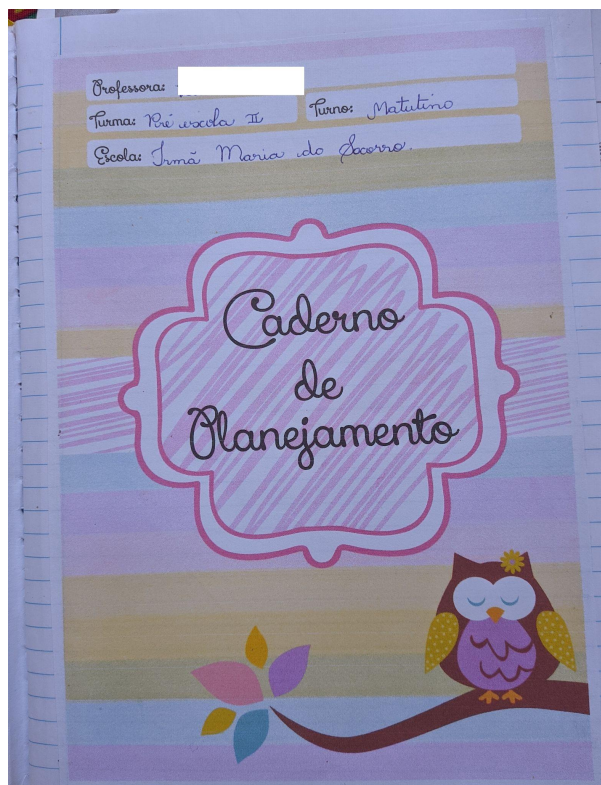 Professora:
Turma: Pré escola II Turno: Matutino
Escola: Irmã Maria do Socorro.
Caderno
de
Planejamento